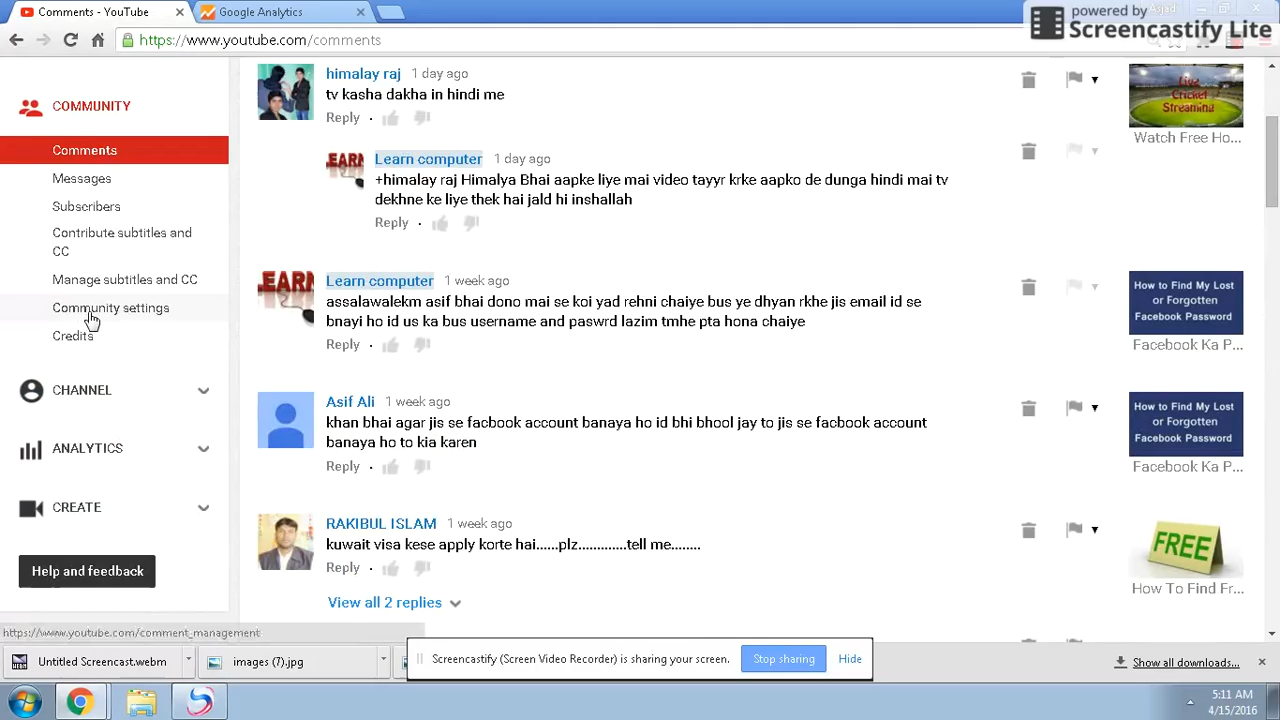 Comments - YouTube
Google Analytics
powered by
Screencastify Lite
https://www.youtube.com/co
COMMUNITY
Comments
Messages
Subscribers
Contribute subtitles and
CC
Manage subtitles and CC
Community settings
Credits
CHANNEL
ANALYTICS
CREATE
Help and feedback
himalay raj 1 day ago
tv kasha dakha in hindi me
Reply
Learn computer 1 day ago
+himalay raj Himalya Bhai aapke liye mai video tayyr krke aapko de dunga hindi mai tv
dekhne ke liye thek hai jald hi inshallah
Reply
Live
Cricket
Streaming
Watch Free Ho...
EARN
Learn computer 1 week ago
assalawalekm asif bhai dono mai se koi yad rehni chaiye bus ye dhyan rkhe jis email id se
bnayi ho id us ka bus username and paswrd lazim tmhe pta hona chaiye
Reply
How to Find My Lost
or Forgotten
Facebook Password
Facebook Ka P...
Asif Ali 1 week ago
khan bhai agar jis se facbook account banaya ho id bhi bhool jay to jis se facbook account
banaya ho to kia karen
Reply
How to Find My Lost
or Forgotten
Facebook Password
Facebook Ka P...
RAKIBUL ISLAM 1 week ago
kuwait visa kese apply korte hai......plz.............tell me........
Reply
View all 2 replies
FREE
How To Find Fr...
https://www.youtube.com/comment_management
Untitled Screencast.webm
images (7).jpg
Screencastify (Screen Video Recorder) is sharing your screen.
Stop sharing
Hide
Show all downloads...
5:11 AM
4/15/2016